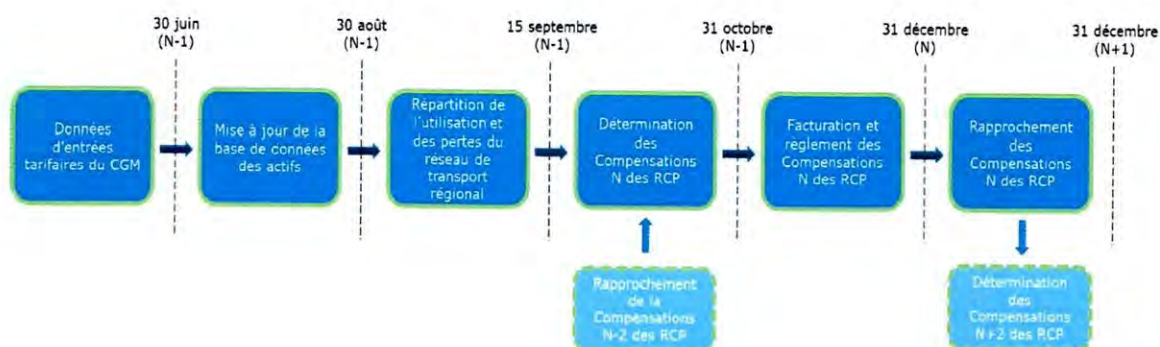 30 juin
(N-1)
30 août
(N-1)
15 septembre
(N-1)
31 octobre
(N-1)
31 décembre
(N)
31 décembre
(N+1)
Données
d'entrées
tarifaires du CGM
Mise à jour de la
base de données
des actifs
Répartition de
l'utilisation et
des pertes du
réseau de
transport
régional
Détermination
des
Compensations
N des RCP
Facturation et
règlement des
Compensations
N des RCP
Rapprochement
des
Compensations
N des RCP
Rapprochement
de la
Compensations
N-2 des RCP
Détermination
des
Compensations
N+2 des RCP